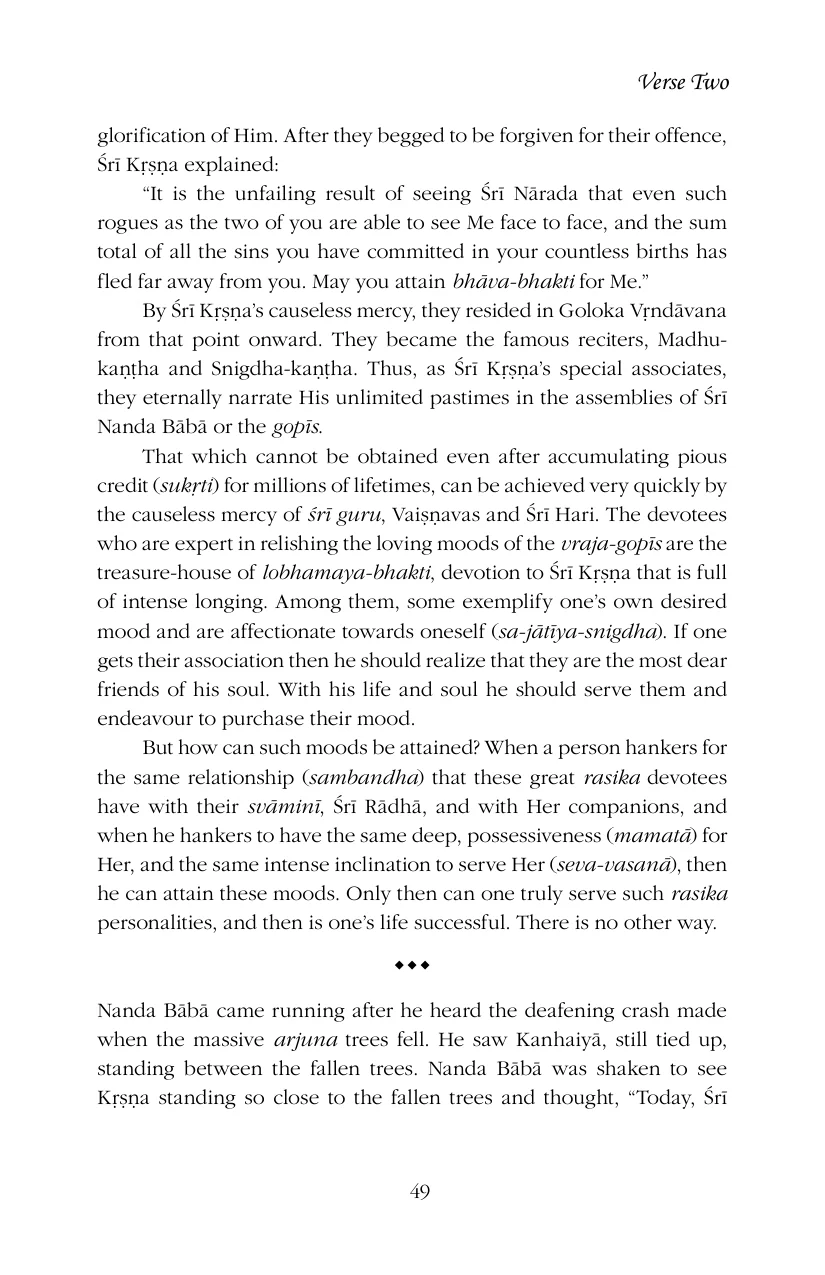 Verse Two
glorification of Him. After they begged to be forgiven for their offence,
Śrī Kṛṣṇa explained:
“It is the unfailing result of seeing Śrī Nārada that even such
rogues as the two of you are able to see Me face to face, and the sum
total of all the sins you have committed in your countless births has
fled far away from you. May you attain bhāva-bhakti for Me.”
By Śrī Kṛṣṇa’s causeless mercy, they resided in Goloka Vṛndāvana
from that point onward. They became the famous reciters, Madhu-
kaṇṭha and Snigdha-kaṇṭha. Thus, as Śrī Kṛṣṇa’s special associates,
they eternally narrate His unlimited pastimes in the assemblies of Śrī
Nanda Bābā or the gopīs.
That which cannot be obtained even after accumulating pious
credit (sukṛti) for millions of lifetimes, can be achieved very quickly by
the causeless mercy of śrī guru, Vaiṣṇavas and Śrī Hari. The devotees
who are expert in relishing the loving moods of the vraja-gopīs are the
treasure-house of lobhamaya-bhakti, devotion to Śrī Kṛṣṇa that is full
of intense longing. Among them, some exemplify one’s own desired
mood and are affectionate towards oneself (sa-jātīya-snigdha). If one
gets their association then he should realize that they are the most dear
friends of his soul. With his life and soul he should serve them and
endeavour to purchase their mood.
But how can such moods be attained? When a person hankers for
the same relationship (sambandha) that these great rasika devotees
have with their svāminī, Śrī Rādhā, and with Her companions, and
when he hankers to have the same deep, possessiveness (mamatā) for
Her, and the same intense inclination to serve Her (seva-vasanā), then
he can attain these moods. Only then can one truly serve such rasika
personalities, and then is one’s life successful. There is no other way.
◆◆◆
Nanda Bābā came running after he heard the deafening crash made
when the massive arjuna trees fell. He saw Kanhaiyā, still tied up,
standing between the fallen trees. Nanda Bābā was shaken to see
Kṛṣṇa standing so close to the fallen trees and thought, “Today, Śrī
49